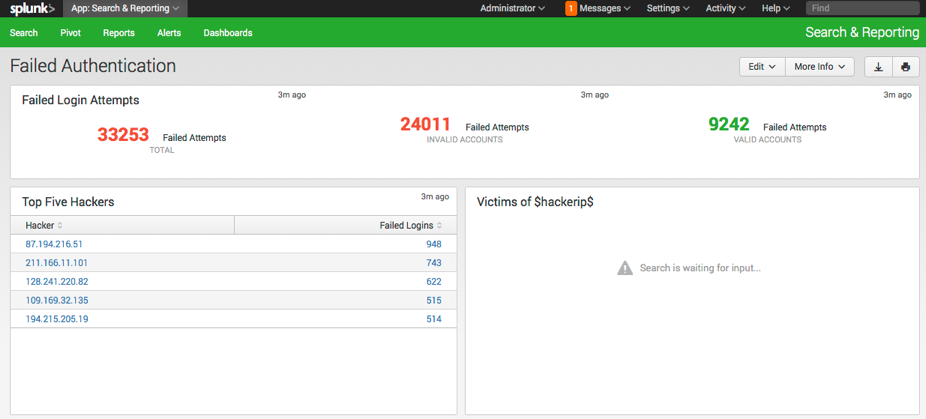 splunk> App: Search & Reporting Administrator 1 Messages Settings Activity Help Find
Search Pivot Reports Alerts Dashboards Search & Reporting
Failed Authentication Edit More Info
Failed Login Attempts 3m ago 3m ago 3m ago
33253 Failed Attempts 24011 Failed Attempts 9242 Failed Attempts
TOTAL INVALID ACCOUNTS VALID ACCOUNTS
Top Five Hackers 3m ago
Hacker Failed Logins
87.194.216.51 948
211.166.11.101 743
128.241.220.82 622
109.169.32.135 515
194.215.205.19 514
Victims of $hackerip$
Search is waiting for input...